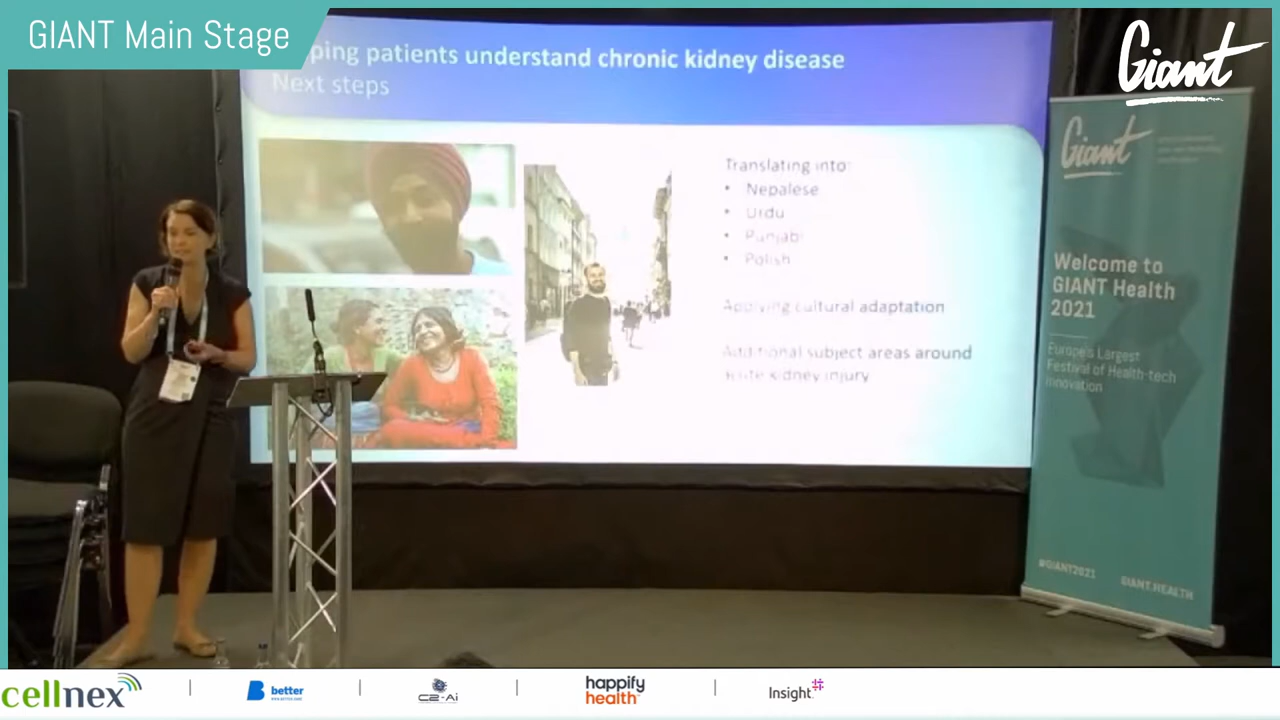 GIANT Main Stage
Giant
ping patients understand chronic kidney disease
Next steps
Translating into:
• Nepalese
• Urdu
• Punjabi
• Polish
Applying cultural adaptation
Additional subject areas around
acute kidney injury
Giant
Welcome to
GIANT Health
2021
Europe's Largest
Festival of Health-tech
Innovation
#GIANT2021
GIANT.HEALTH
cellnex
better
C2-Ai
happify
health
Insight